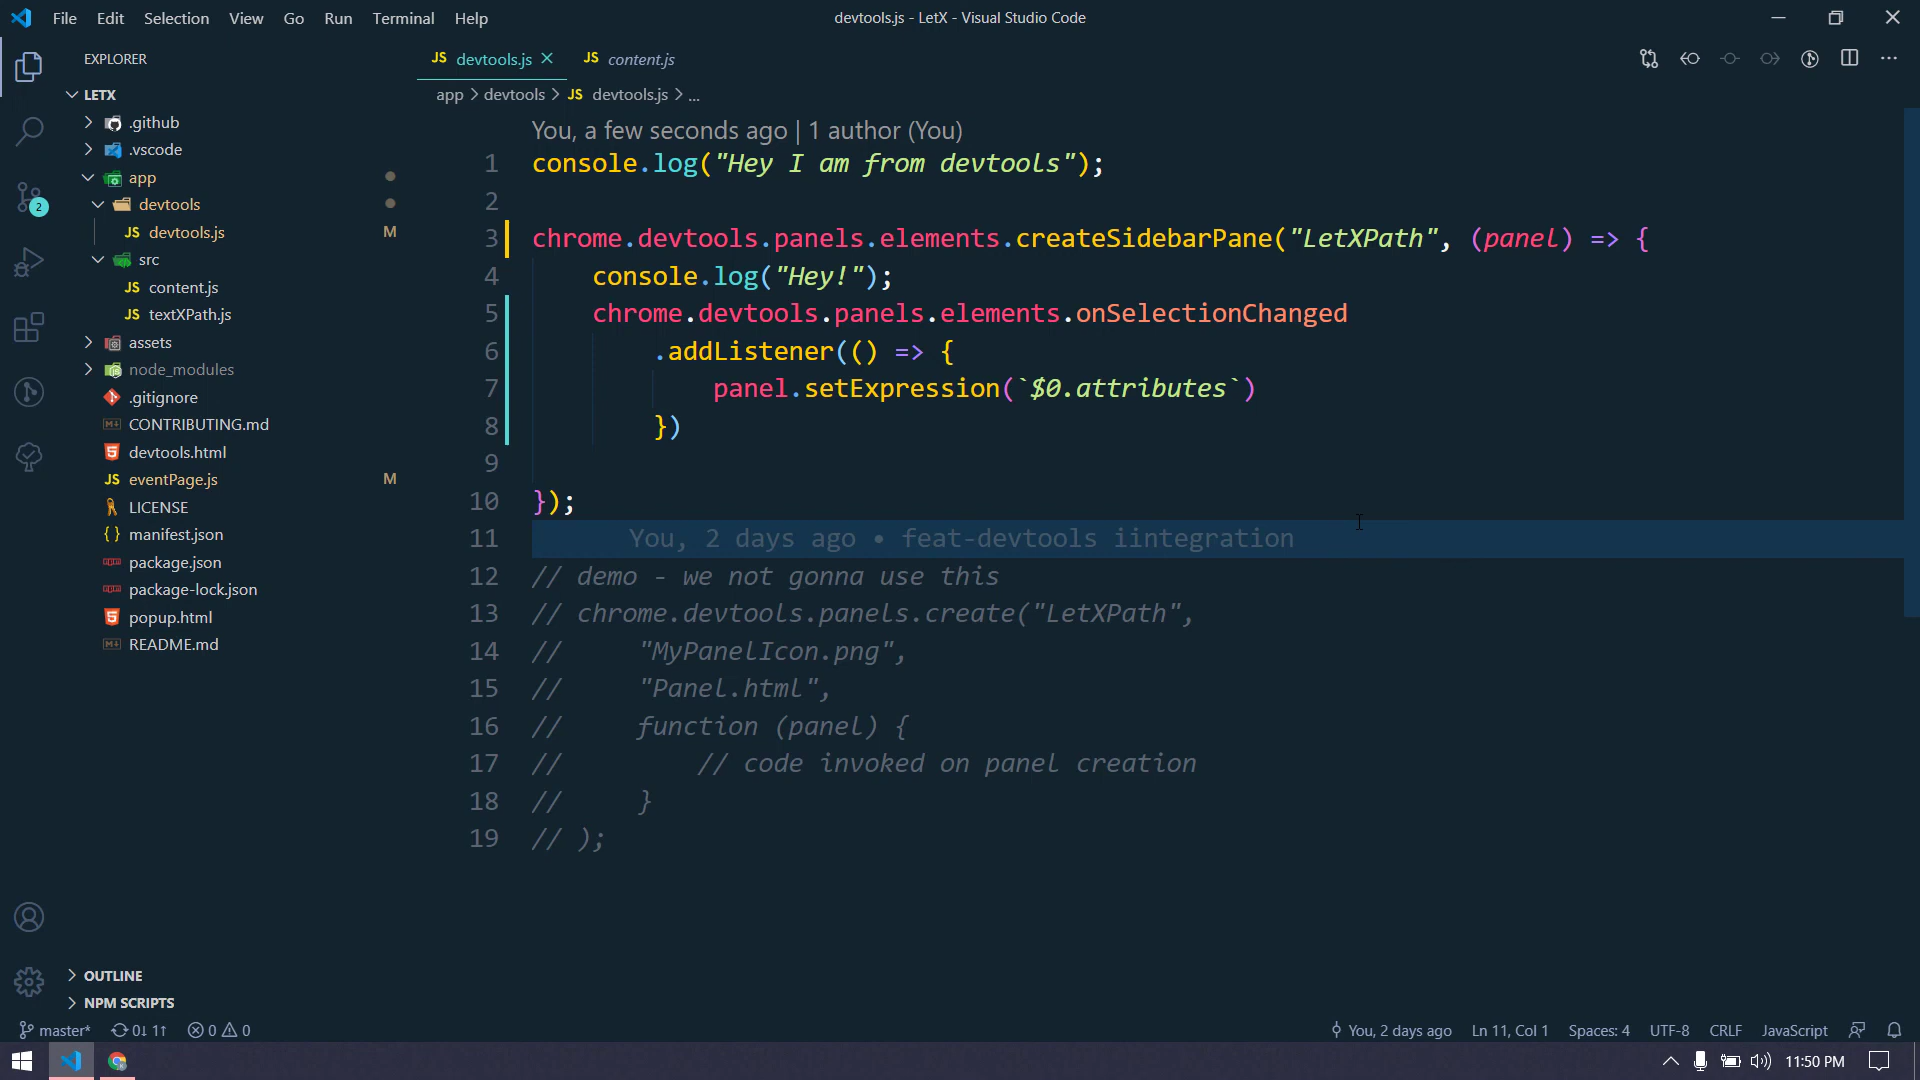 File Edit Selection View Go Run Terminal Help
devtools.js - LetX - Visual Studio Code
EXPLORER
LETX
.github
.vscode
app
devtools
devtools.js M
src
content.js
textXPath.js
assets
node_modules
.gitignore
CONTRIBUTING.md
devtools.html
eventPage.js M
LICENSE
manifest.json
package.json
package-lock.json
popup.html
README.md
OUTLINE
NPM SCRIPTS
2
JS devtools.js JS content.js
app > devtools > JS devtools.js > ...
You, a few seconds ago | 1 author (You)
1 console.log("Hey I am from devtools");
2
3 chrome.devtools.panels.elements.createSidebarPane("LetXPath", (panel) => {
4 console.log("Hey!");
5 chrome.devtools.panels.elements.onSelectionChanged
6 .addListener(() => {
7 panel.setExpression(`$0.attributes`)
8 })
9
10 });
11 You, 2 days ago • feat-devtools iintegration
12 // demo - we not gonna use this
13 // chrome.devtools.panels.create("LetXPath",
14 // "MyPanelIcon.png",
15 // "Panel.html",
16 // function (panel) {
17 // // code invoked on panel creation
18 // }
19 // );
master* 0↓ 1↑ 0 0
You, 2 days ago Ln 11, Col 1 Spaces: 4 UTF-8 CRLF JavaScript
11:50 PM